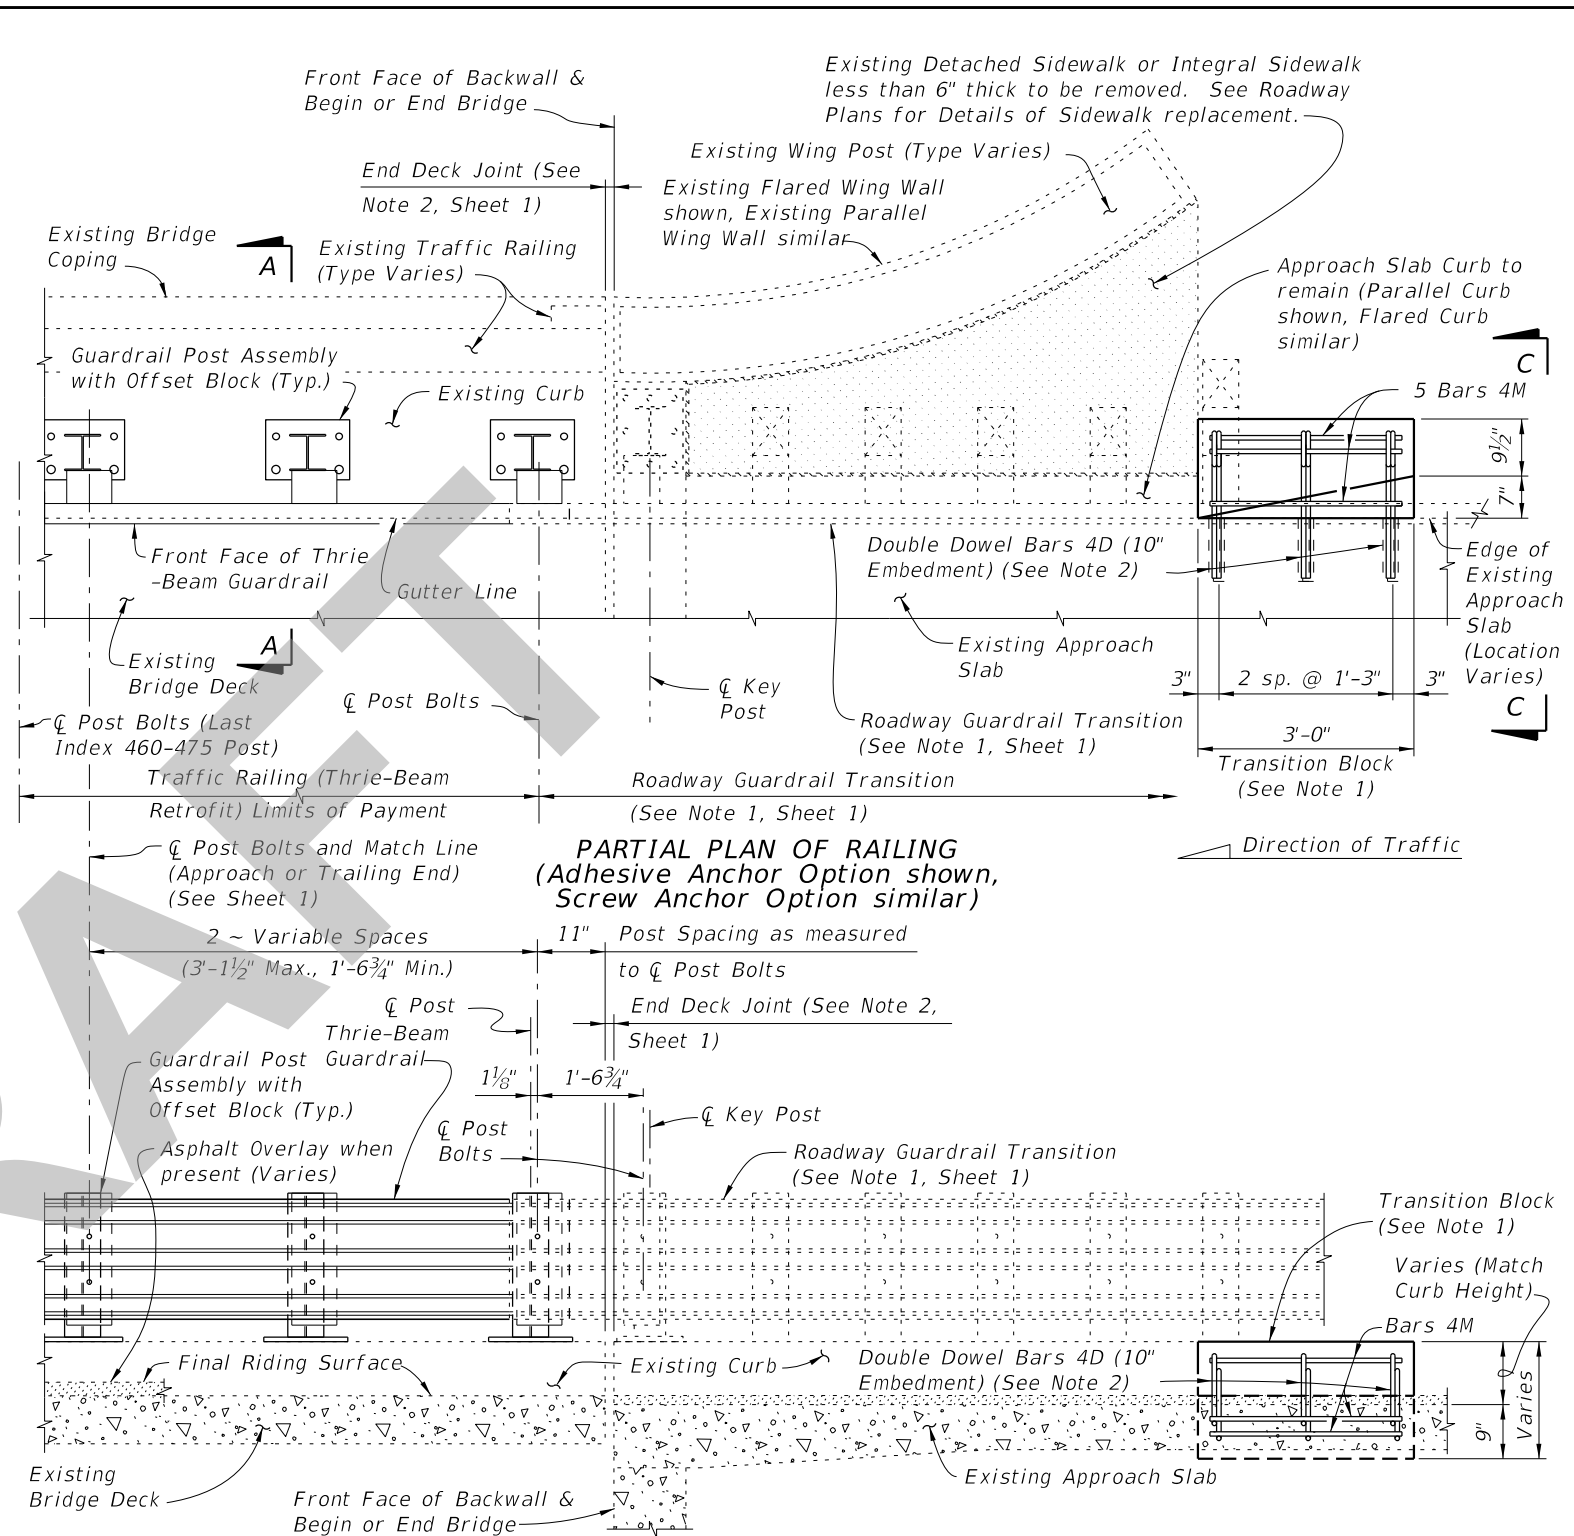 Front Face of Backwall &
Begin or End Bridge
Existing Detached Sidewalk or Integral Sidewalk
less than 6" thick to be removed. See Roadway
Plans for Details of Sidewalk replacement.
Existing Wing Post (Type Varies)
End Deck Joint (See
Note 2, Sheet 1)
Existing Flared Wing Wall
shown, Existing Parallel
Wing Wall similar
Existing Bridge
Coping
A
Existing Traffic Railing
(Type Varies)
Approach Slab Curb to
remain (Parallel Curb
shown, Flared Curb
similar)
C
Guardrail Post Assembly
with Offset Block (Typ.)
Existing Curb
5 Bars 4M
9½"
7"
Front Face of Thrie
-Beam Guardrail
Gutter Line
Double Dowel Bars 4D (10"
Embedment) (See Note 2)
Edge of
Existing
Approach
Slab
(Location
Varies)
A
Existing
Bridge Deck
Existing Approach
Slab
3"
2 sp. @ 1'-3"
3"
C
℄ Post Bolts
℄ Key
Post
℄ Post Bolts (Last
Index 460-475 Post)
Roadway Guardrail Transition
(See Note 1, Sheet 1)
3'-0"
Transition Block
(See Note 1)
Traffic Railing (Thrie-Beam
Retrofit) Limits of Payment
Roadway Guardrail Transition
(See Note 1, Sheet 1)
℄ Post Bolts and Match Line
(Approach or Trailing End)
(See Sheet 1)
PARTIAL PLAN OF RAILING
(Adhesive Anchor Option shown,
Screw Anchor Option similar)
Direction of Traffic
2 ~ Variable Spaces
(3'-1½" Max., 1'-6¾" Min.)
11"
Post Spacing as measured
to ℄ Post Bolts
℄ Post
End Deck Joint (See Note 2,
Sheet 1)
Thrie-Beam
Guardrail
Guardrail Post
Assembly with
Offset Block (Typ.)
1⅛"
1'-6¾"
℄ Key Post
℄ Post
Bolts
Asphalt Overlay when
present (Varies)
Roadway Guardrail Transition
(See Note 1, Sheet 1)
Transition Block
(See Note 1)
Varies (Match
Curb Height)
Bars 4M
Final Riding Surface
Existing Curb
Double Dowel Bars 4D (10"
Embedment) (See Note 2)
9"
Varies
Existing
Bridge Deck
Existing Approach Slab
Front Face of Backwall &
Begin or End Bridge
RAFT